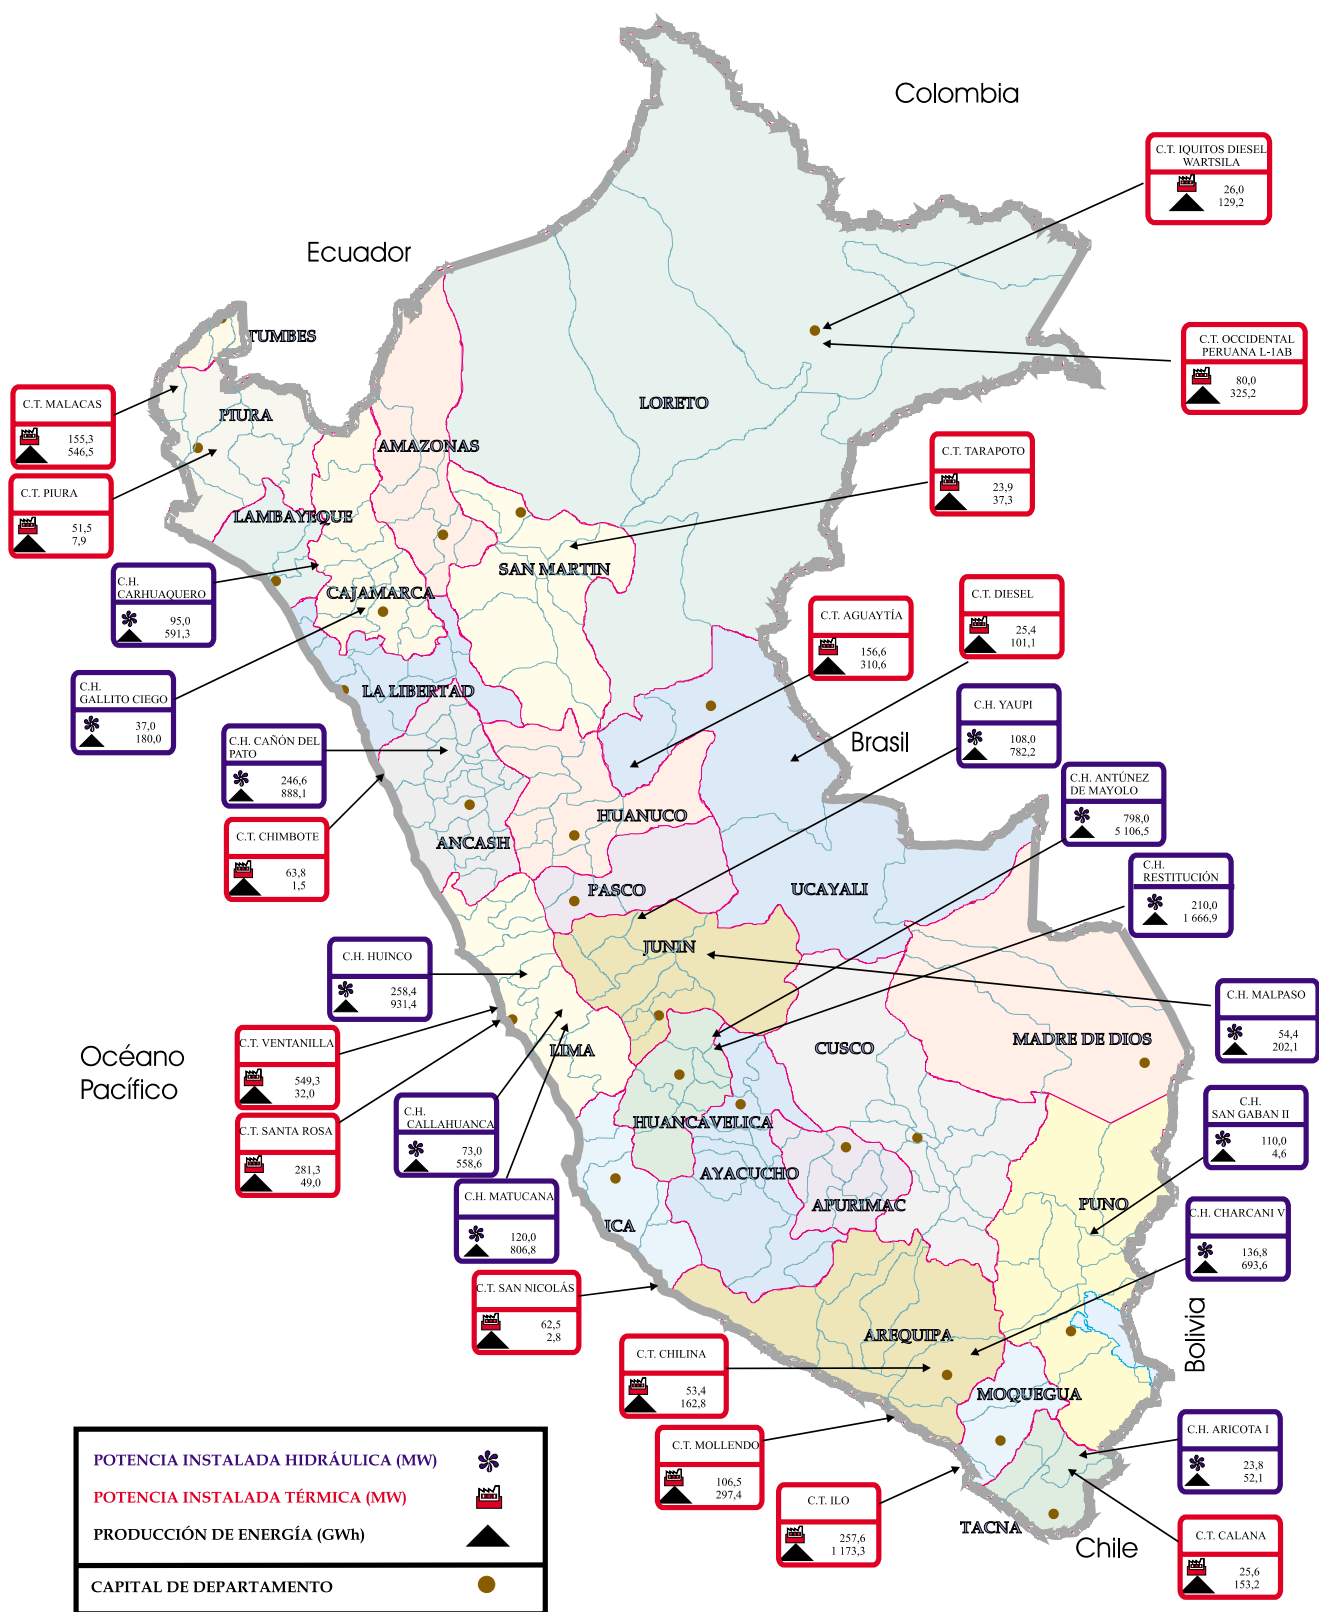 Colombia
C.T. IQUITOS DIESEL
WARTSILA
26,0
129,2
Ecuador
TUMBES
C.T. OCCIDENTAL
PERUANA L-1AB
80,0
325,2
C.T. MALACAS
155,3
546,5
PIURA
LORETO
AMAZONAS
C.T. TARAPOTO
23,9
37,3
C.T. PIURA
51,5
7,9
LAMBAYEQUE
SAN MARTIN
C.H.
CARHUAQUERO
95,0
591,3
CAJAMARCA
C.T. DIESEL
25,4
101,1
C.T. AGUAYTÍA
156,6
310,6
C.H.
GALLITO CIEGO
37,0
180,0
LA LIBERTAD
C.H. YAUPI
108,0
782,2
C.H. CAÑÓN DEL
PATO
246,6
888,1
Brasil
C.H. ANTÚNEZ
DE MAYOLO
798,0
5 106,5
C.T. CHIMBOTE
63,8
1,5
HUANUCO
ANCASH
C.H.
RESTITUCIÓN
210,0
1 666,9
PASCO
UCAYALI
C.H. HUINCO
258,4
931,4
JUNIN
C.H. MALPASO
54,4
202,1
C.T. VENTANILLA
549,3
32,0
LIMA
CUSCO
MADRE DE DIOS
Océano
Pacífico
C.T. SANTA ROSA
281,3
49,0
C.H.
CALLAHUANCA
73,0
558,6
HUANCAVELICA
C.H.
SAN GABAN II
110,0
4,6
AYACUCHO
C.H. MATUCANA
120,0
806,8
ICA
APURIMAC
PUNO
C.H. CHARCANI V
136,8
693,6
C.T. SAN NICOLÁS
62,5
2,8
AREQUIPA
Bolivia
C.T. CHILINA
53,4
162,8
MOQUEGUA
C.T. MOLLENDO
106,5
297,4
C.H. ARICOTA I
23,8
52,1
C.T. ILO
257,6
1 173,3
TACNA
Chile
C.T. CALANA
25,6
153,2
POTENCIA INSTALADA HIDRÁULICA (MW)
POTENCIA INSTALADA TÉRMICA (MW)
PRODUCCIÓN DE ENERGÍA (GWh)
CAPITAL DE DEPARTAMENTO